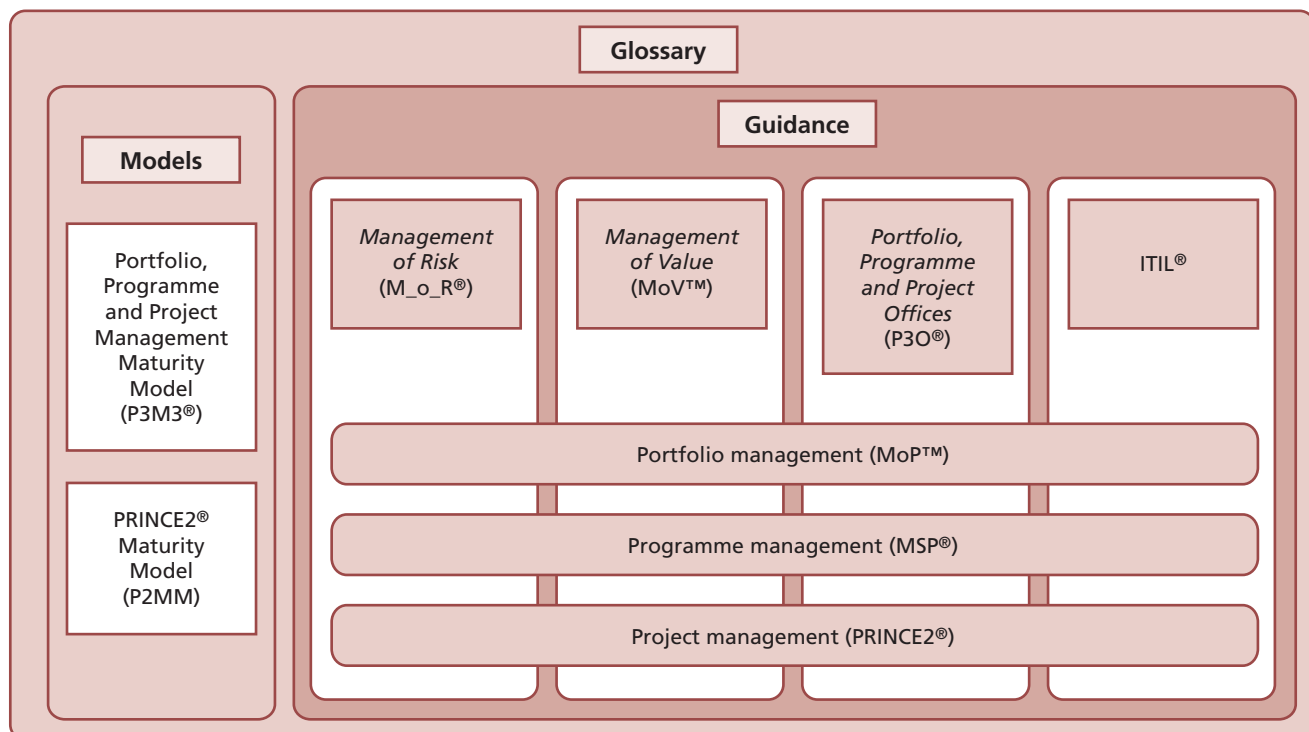 Glossary
Models
Portfolio,
Programme
and Project
Management
Maturity
Model
(P3M3®)
PRINCE2®
Maturity
Model
(P2MM)
Guidance
Management
of Risk
(M_o_R®)
Management
of Value
(MoV™)
Portfolio,
Programme
and Project
Offices
(P3O®)
ITIL®
Portfolio management (MoP™)
Programme management (MSP®)
Project management (PRINCE2®)